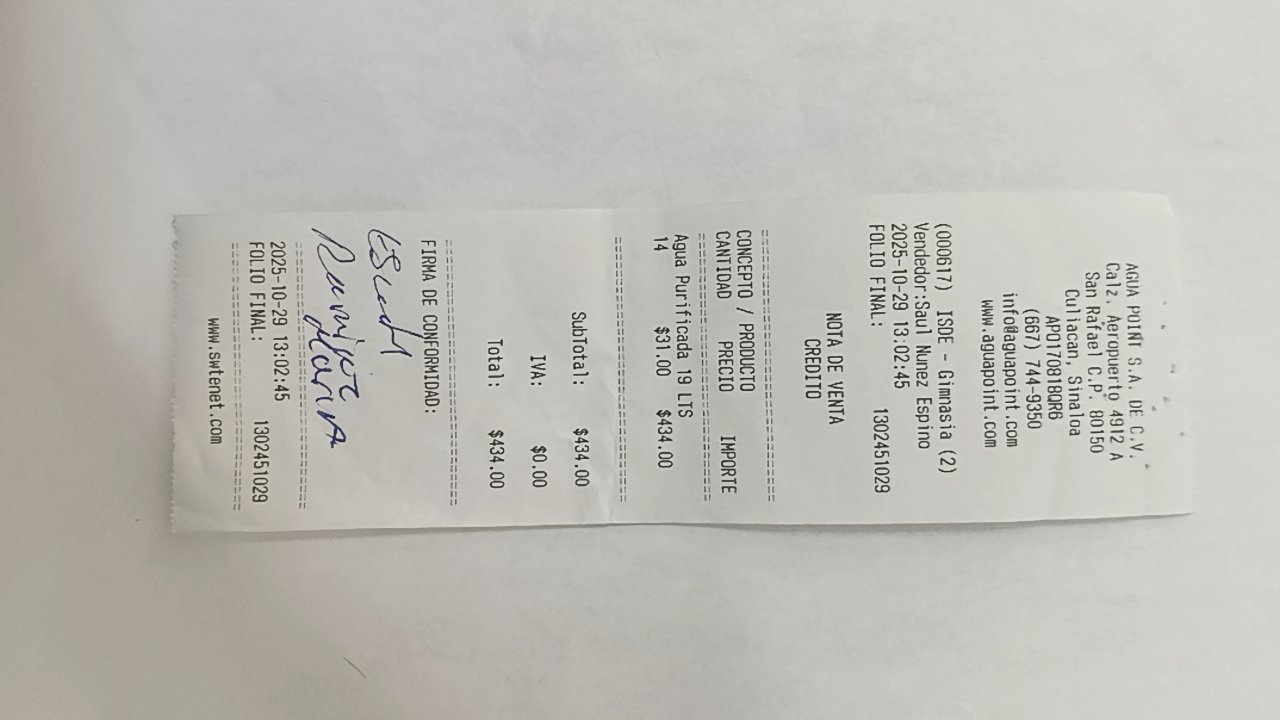 AGUA POINT S.A. DE C.V.
Calz. Aeropuerto 4912 A
San Rafael C.P. 80150
Culiacan, Sinaloa
APO170818QR6
(667) 744-9350
info@aguapoint.com
www.aguapoint.com
(000617) ISDE - Gimnasia (2)
Vendedor:Saul Nunez Espino
2025-10-29 13:02:45
FOLIO FINAL: 1302451029
NOTA DE VENTA
CREDITO
==============================
CONCEPTO / PRODUCTO
CANTIDAD PRECIO IMPORTE
==============================
Agua Purificada 19 LTS
14 $31.00 $434.00
==============================
SubTotal: $434.00
IVA: $0.00
Total: $434.00
==============================
FIRMA DE CONFORMIDAD:
Ramirez
==============================
2025-10-29 13:02:45
FOLIO FINAL: 1302451029
==============================
www.swtenet.com